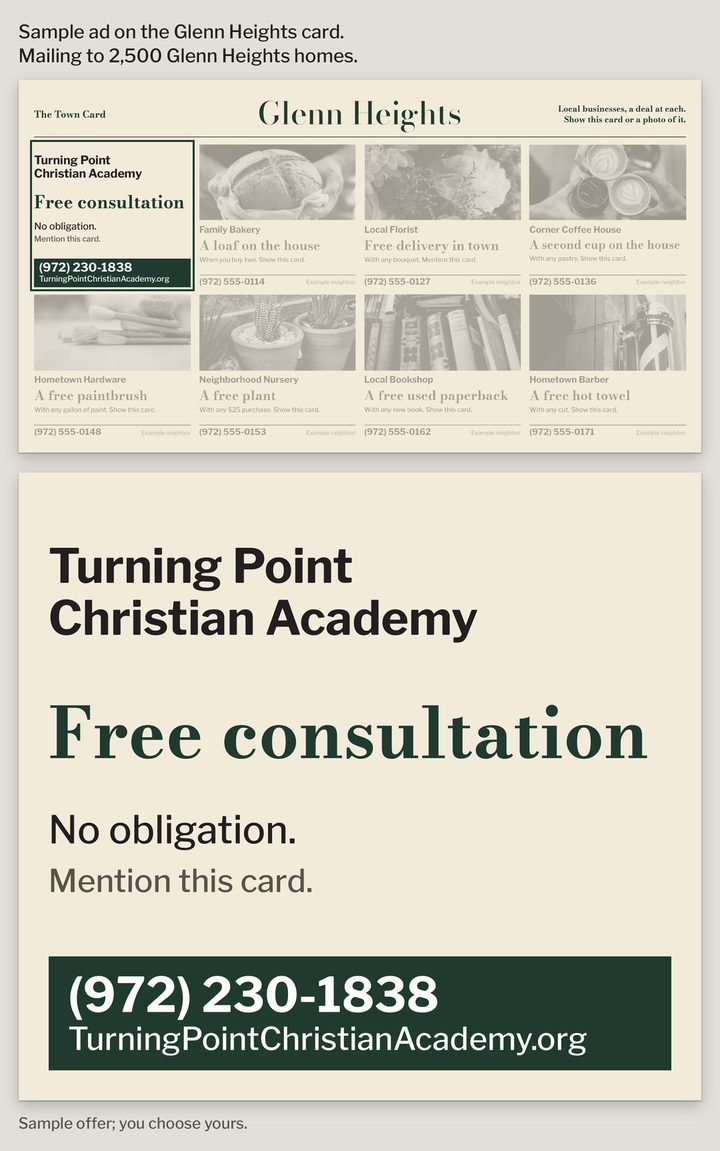 Sample ad on the Glenn Heights card.
Mailing to 2,500 Glenn Heights homes.
The Town Card
Glenn Heights
Local businesses, a deal at each.
Show this card or a photo of it.
Turning Point
Christian Academy
Free consultation
No obligation.
Mention this card.
(972) 230-1838
TurningPointChristianAcademy.org
Family Bakery
A loaf on the house
When you buy two. Show this card.
(972) 555-0114
Example neighbor
Local Florist
Free delivery in town
With any bouquet. Mention this card.
(972) 555-0127
Example neighbor
Corner Coffee House
A second cup on the house
With any pastry. Show this card.
(972) 555-0136
Example neighbor
Hometown Hardware
A free paintbrush
With any gallon of paint. Show this card.
(972) 555-0148
Example neighbor
Neighborhood Nursery
A free plant
With any $25 purchase. Show this card.
(972) 555-0153
Example neighbor
Local Bookshop
A free used paperback
With any new book. Show this card.
(972) 555-0162
Example neighbor
Hometown Barber
A free hot towel
With any cut. Show this card.
(972) 555-0171
Example neighbor
Turning Point
Christian Academy
Free consultation
No obligation.
Mention this card.
(972) 230-1838
TurningPointChristianAcademy.org
Sample offer; you choose yours.